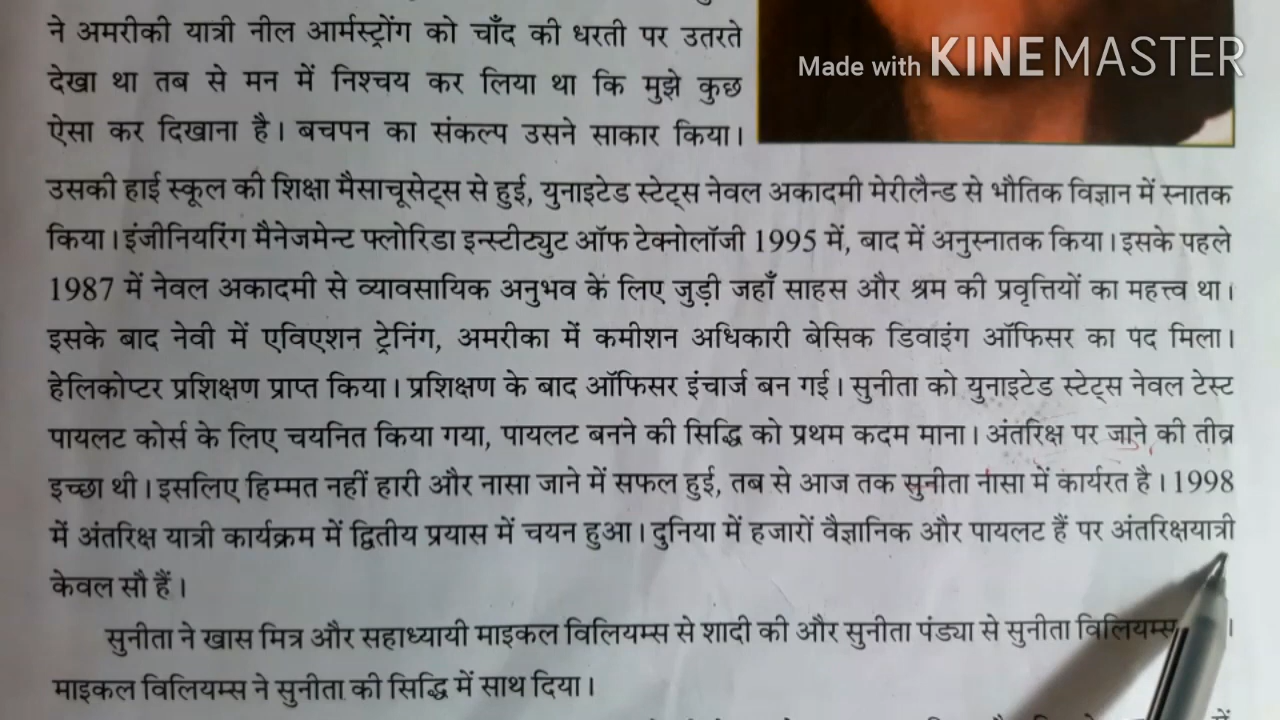 ने अमरीकी यात्री नील आर्मस्ट्रोंग को चाँद की धरती पर उतरते
Made with KINEMASTER
देखा था तब से मन में निश्चय कर लिया था कि मुझे कुछ
ऐसा कर दिखाना है। बचपन का संकल्प उसने साकार किया।
उसकी हाई स्कूल की शिक्षा मैसाचूसेट्स से हुई, युनाइटेड स्टेट्स नेवल अकादमी मेरीलैन्ड से भौतिक विज्ञान में स्नातक
किया। इंजीनियरिंग मैनेजमेन्ट फ्लोरिडा इन्स्टीट्युट ऑफ टेक्नोलॉजी 1995 में, बाद में अनुस्नातक किया। इसके पहले
1987 में नेवल अकादमी से व्यावसायिक अनुभव के लिए जुड़ी जहाँ साहस और श्रम की प्रवृत्तियों का महत्त्व था।
इसके बाद नेवी में एविएशन ट्रेनिंग, अमरीका में कमीशन अधिकारी बेसिक डिवाइंग ऑफिसर का पद मिला।
हेलिकोप्टर प्रशिक्षण प्राप्त किया। प्रशिक्षण के बाद ऑफिसर इंचार्ज बन गई। सुनीता को युनाइटेड स्टेट्स नेवल टेस्ट
पायलट कोर्स के लिए चयनित किया गया, पायलट बनने की सिद्धि को प्रथम कदम माना। अंतरिक्ष पर जाने की तीव्र
इच्छा थी। इसलिए हिम्मत नहीं हारी और नासा जाने में सफल हुई, तब से आज तक सुनीता नासा में कार्यरत है। 1998
में अंतरिक्ष यात्री कार्यक्रम में द्वितीय प्रयास में चयन हुआ। दुनिया में हजारों वैज्ञानिक और पायलट हैं पर अंतरिक्षयात्री
केवल सौ हैं।
सुनीता ने खास मित्र और सहाध्यायी माइकल विलियम्स से शादी की और सुनीता पंड्या से सुनीता विलियम्स ।
माइकल विलियम्स ने सुनीता की सिद्धि में साथ दिया।